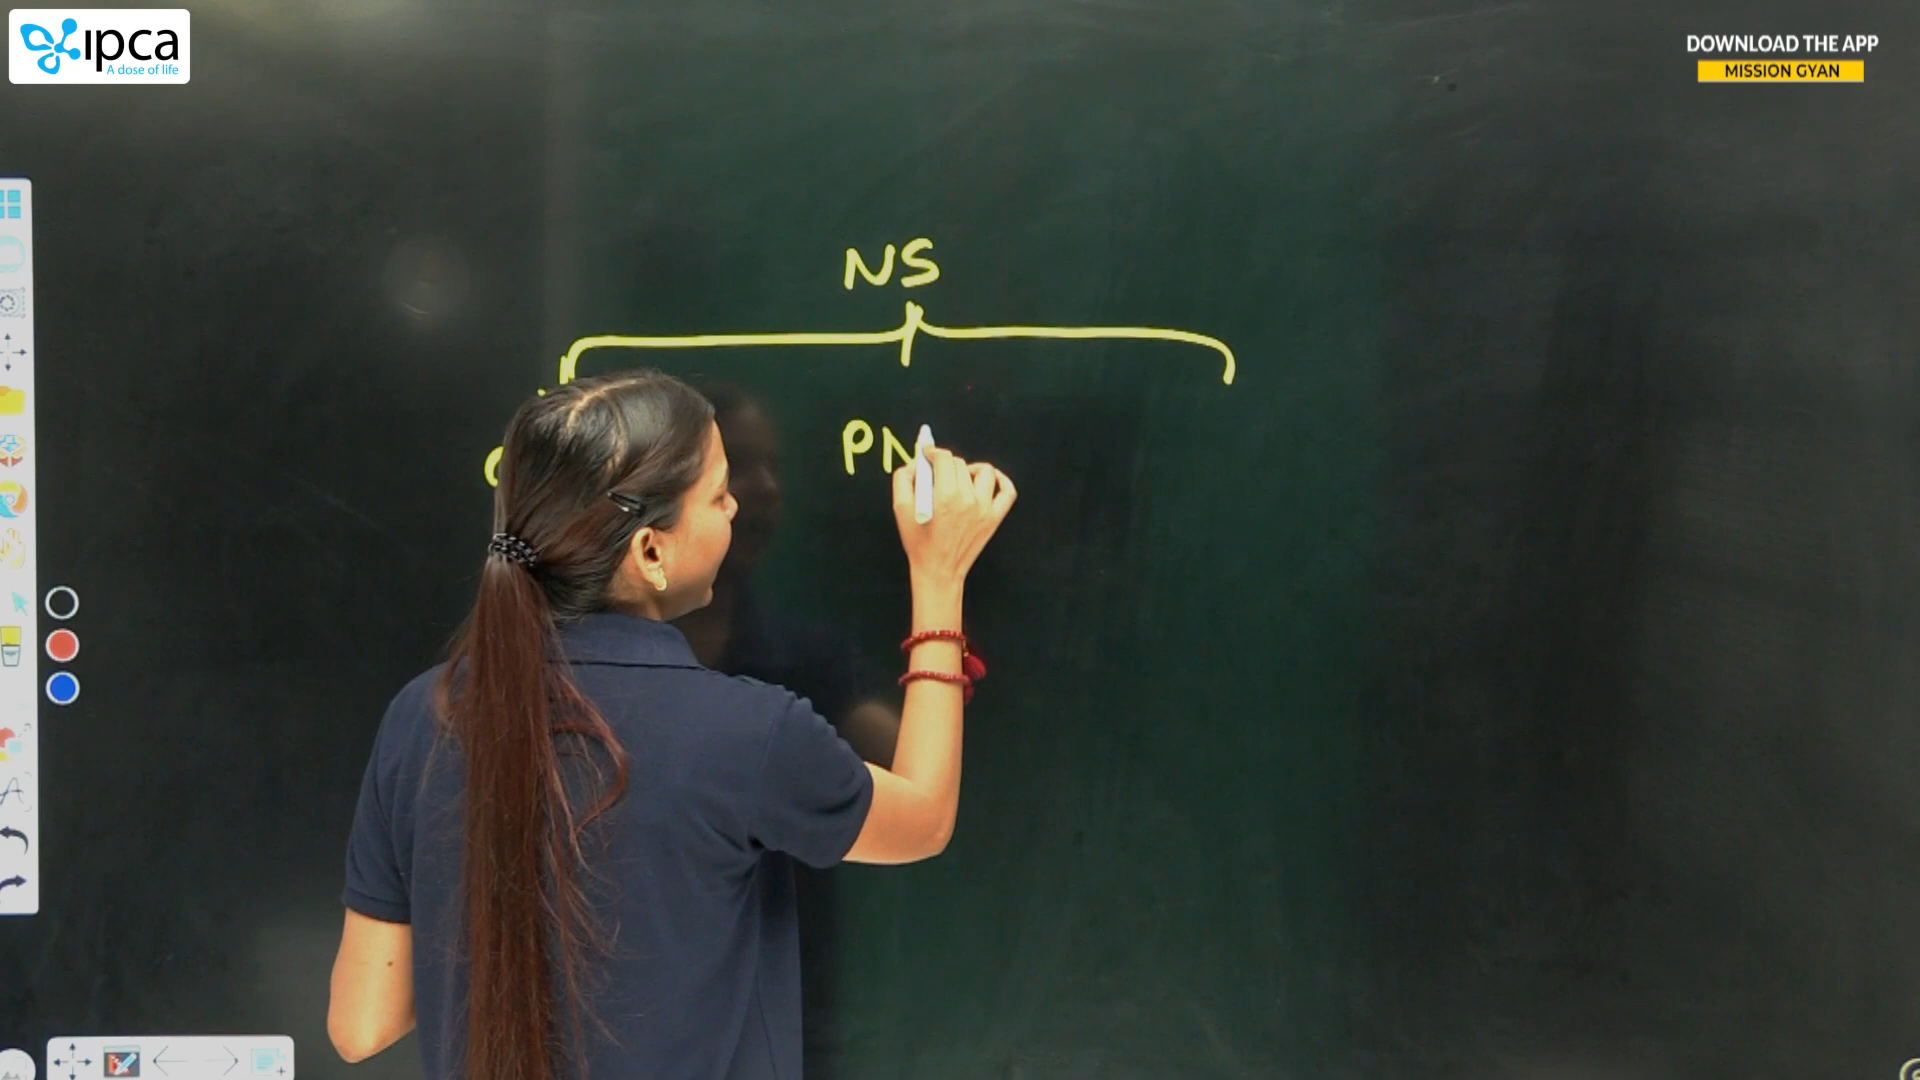 ipca
A dose of life
DOWNLOAD THE APP
MISSION GYAN
NS
PN